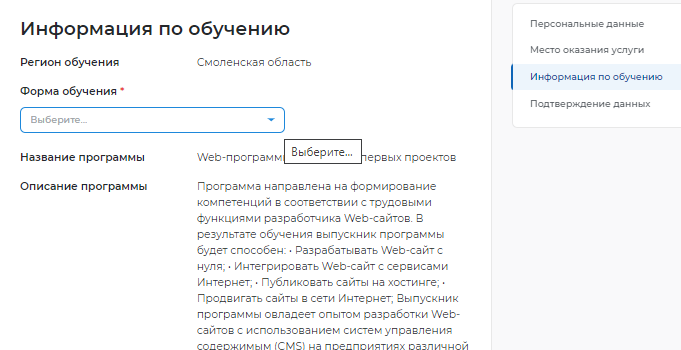 Информация по обучению
Регион обучения
Смоленская область
Форма обучения *
Выберите...
Выберите...
Название программы
Web-программ
первых проектов
Описание программы
Программа направлена на формирование
компетенций в соответствии с трудовыми
функциями разработчика Web-сайтов. В
результате обучения выпускник программы
будет способен: • Разрабатывать Web-сайт с
нуля; • Интегрировать Web-сайт с сервисами
Интернет; • Публиковать сайты на хостинге; •
Продвигать сайты в сети Интернет; Выпускник
программы овладеет опытом разработки Web-
сайтов с использованием систем управления
содержимым (CMS) на предприятиях различной
Персональные данные
Место оказания услуги
Информация по обучению
Подтверждение данных